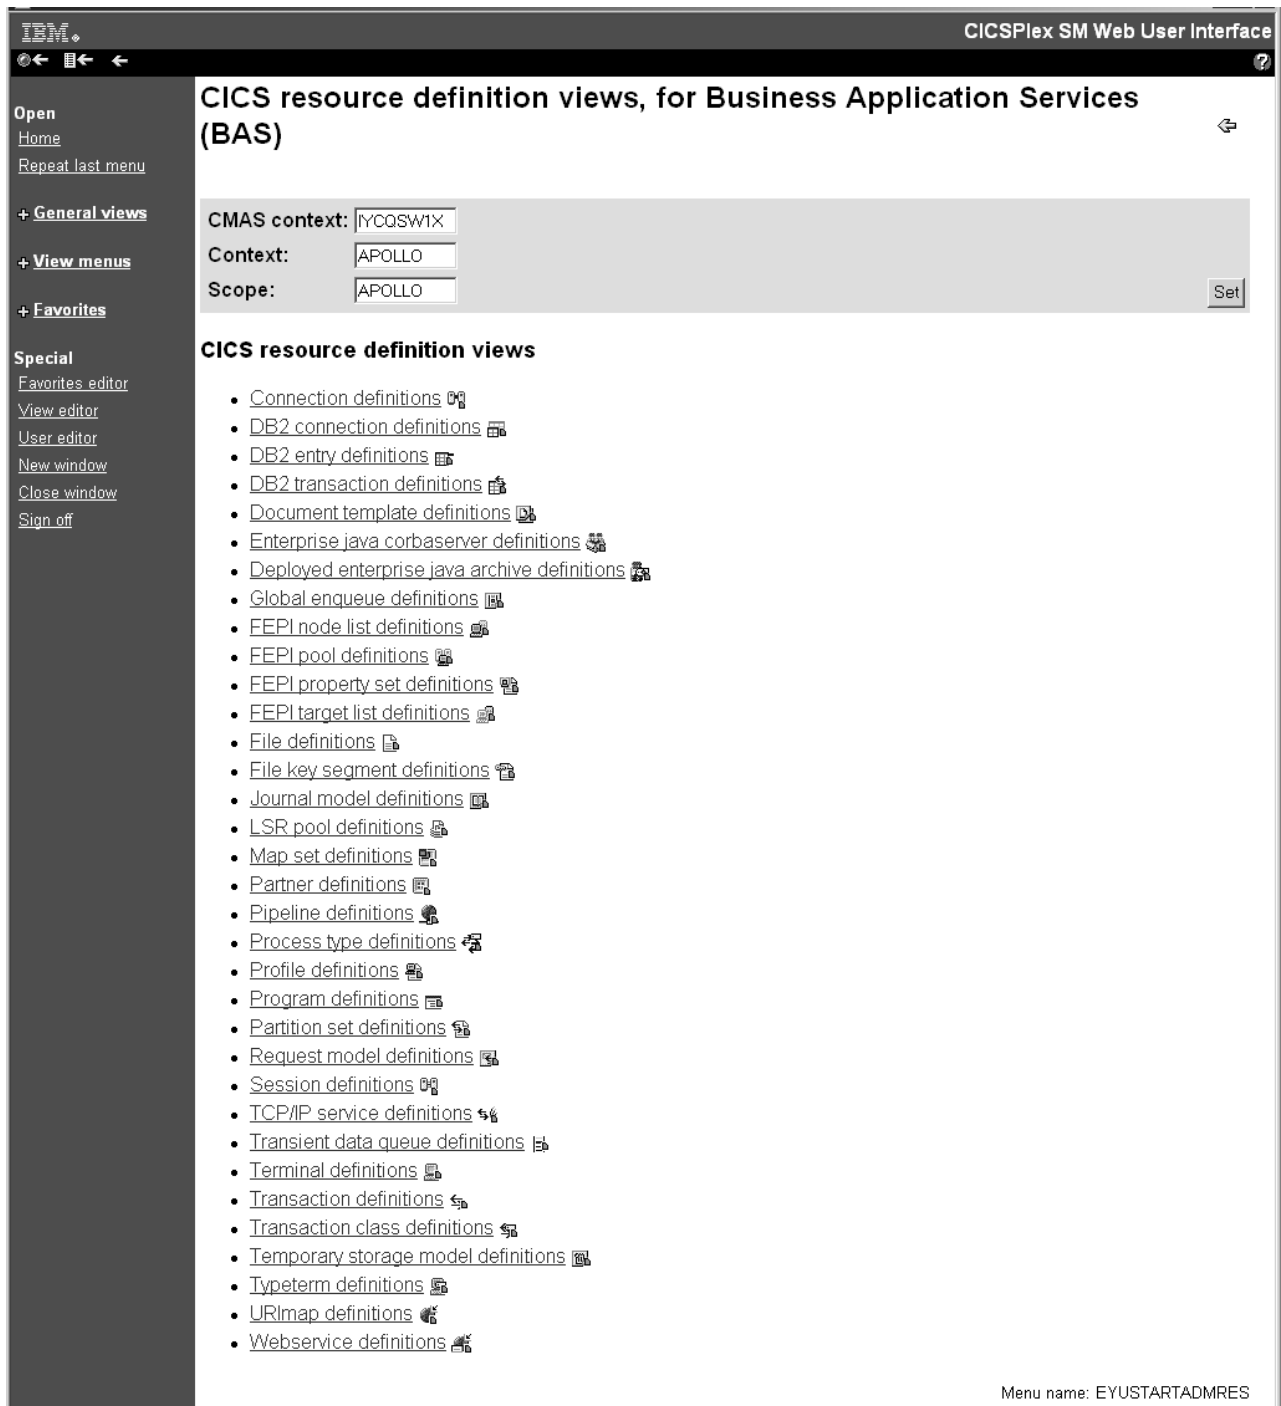 IBM.
CICSPlex SM Web User Interface
?
CICS resource definition views, for Business Application Services
(BAS)
Open
Home
Repeat last menu
+ General views
+ View menus
+ Favorites
Special
Favorites editor
View editor
User editor
New window
Close window
Sign off
CMAS context: IYCQSW1X
Context: APOLLO
Scope: APOLLO
Set
CICS resource definition views
• Connection definitions
• DB2 connection definitions
• DB2 entry definitions
• DB2 transaction definitions
• Document template definitions
• Enterprise java corbaserver definitions
• Deployed enterprise java archive definitions
• Global enqueue definitions
• FEPI node list definitions
• FEPI pool definitions
• FEPI property set definitions
• FEPI target list definitions
• File definitions
• File key segment definitions
• Journal model definitions
• LSR pool definitions
• Map set definitions
• Partner definitions
• Pipeline definitions
• Process type definitions
• Profile definitions
• Program definitions
• Partition set definitions
• Request model definitions
• Session definitions
• TCP/IP service definitions
• Transient data queue definitions
• Terminal definitions
• Transaction definitions
• Transaction class definitions
• Temporary storage model definitions
• Typeterm definitions
• URImap definitions
• Webservice definitions
Menu name: EYUSTARTADMRES